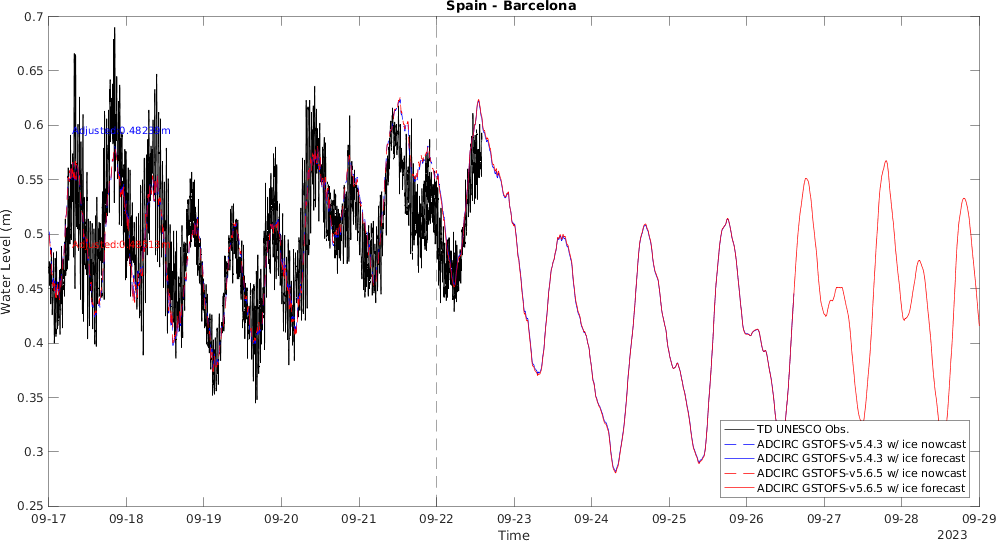 Spain - Barcelona
0.7
0.65
0.6
0.55
0.5
0.45
0.4
0.35
0.3
0.25
Water Level (m)
TD UNESCO Obs.
ADCIRC GSTOFS-v5.4.3 w/ ice nowcast
ADCIRC GSTOFS-v5.4.3 w/ ice forecast
ADCIRC GSTOFS-v5.6.5 w/ ice nowcast
ADCIRC GSTOFS-v5.6.5 w/ ice forecast
09-17 09-18 09-19 09-20 09-21 09-22 09-23 09-24 09-25 09-26 09-27 09-28 09-29
Time
2023